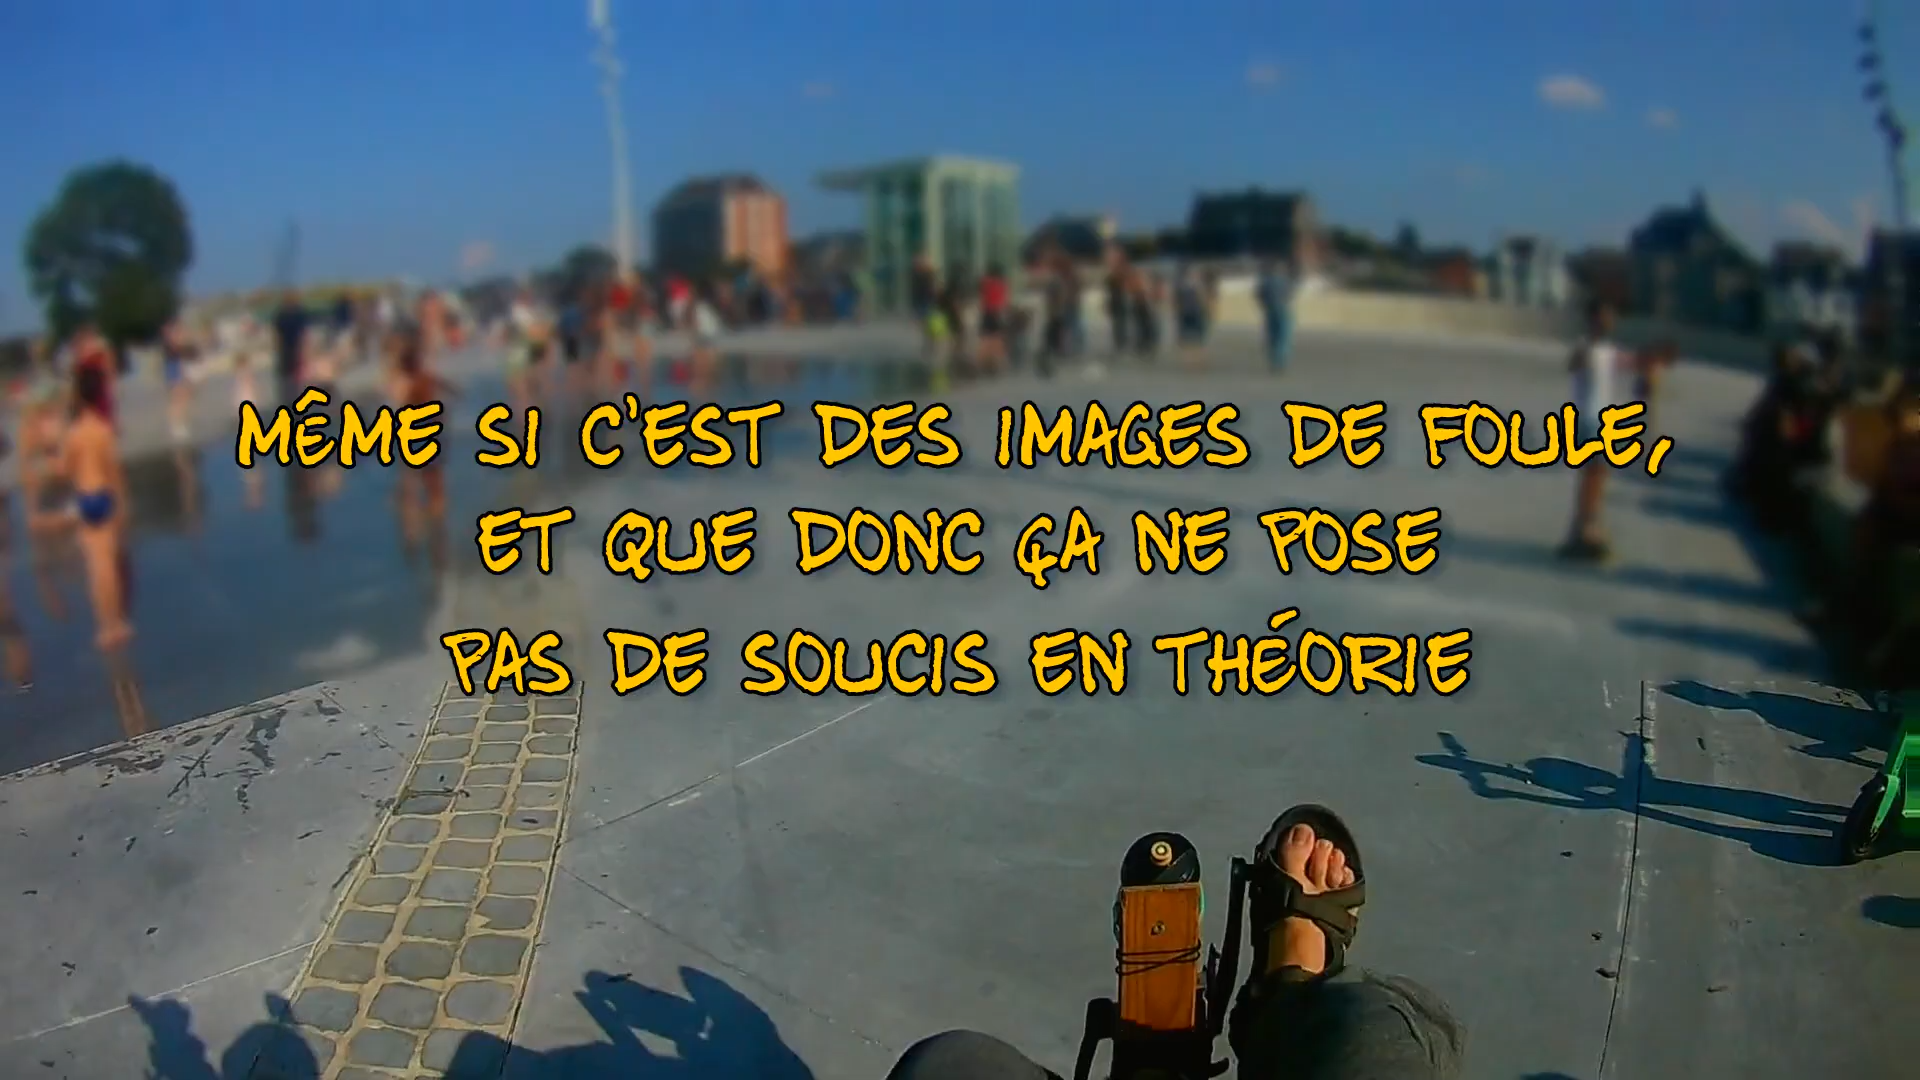 MÊME SI C'EST DES IMAGES DE FOULE,
ET QUE DONC ÇA NE POSE
PAS DE SOUCIS EN THÉORIE